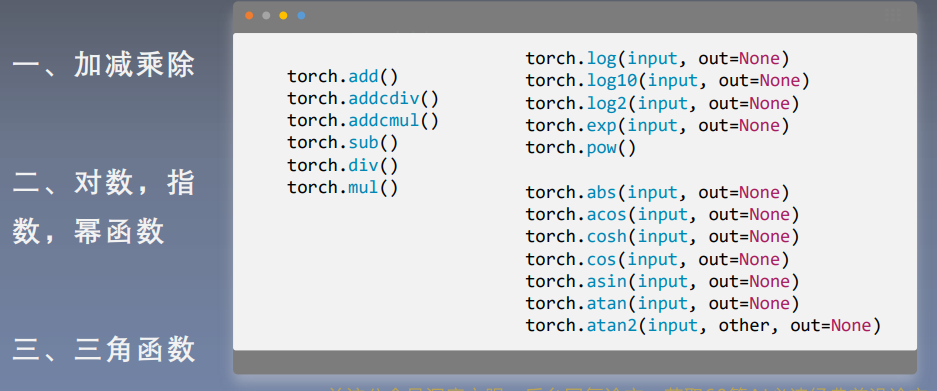 一、加减乘除
二、对数，指
数，幂函数
三、三角函数
torch.add()
torch.addcdiv()
torch.addcmul()
torch.sub()
torch.div()
torch.mul()
torch.log(input, out=None)
torch.log10(input, out=None)
torch.log2(input, out=None)
torch.exp(input, out=None)
torch.pow()
torch.abs(input, out=None)
torch.acos(input, out=None)
torch.cosh(input, out=None)
torch.cos(input, out=None)
torch.asin(input, out=None)
torch.atan(input, out=None)
torch.atan2(input, other, out=None)